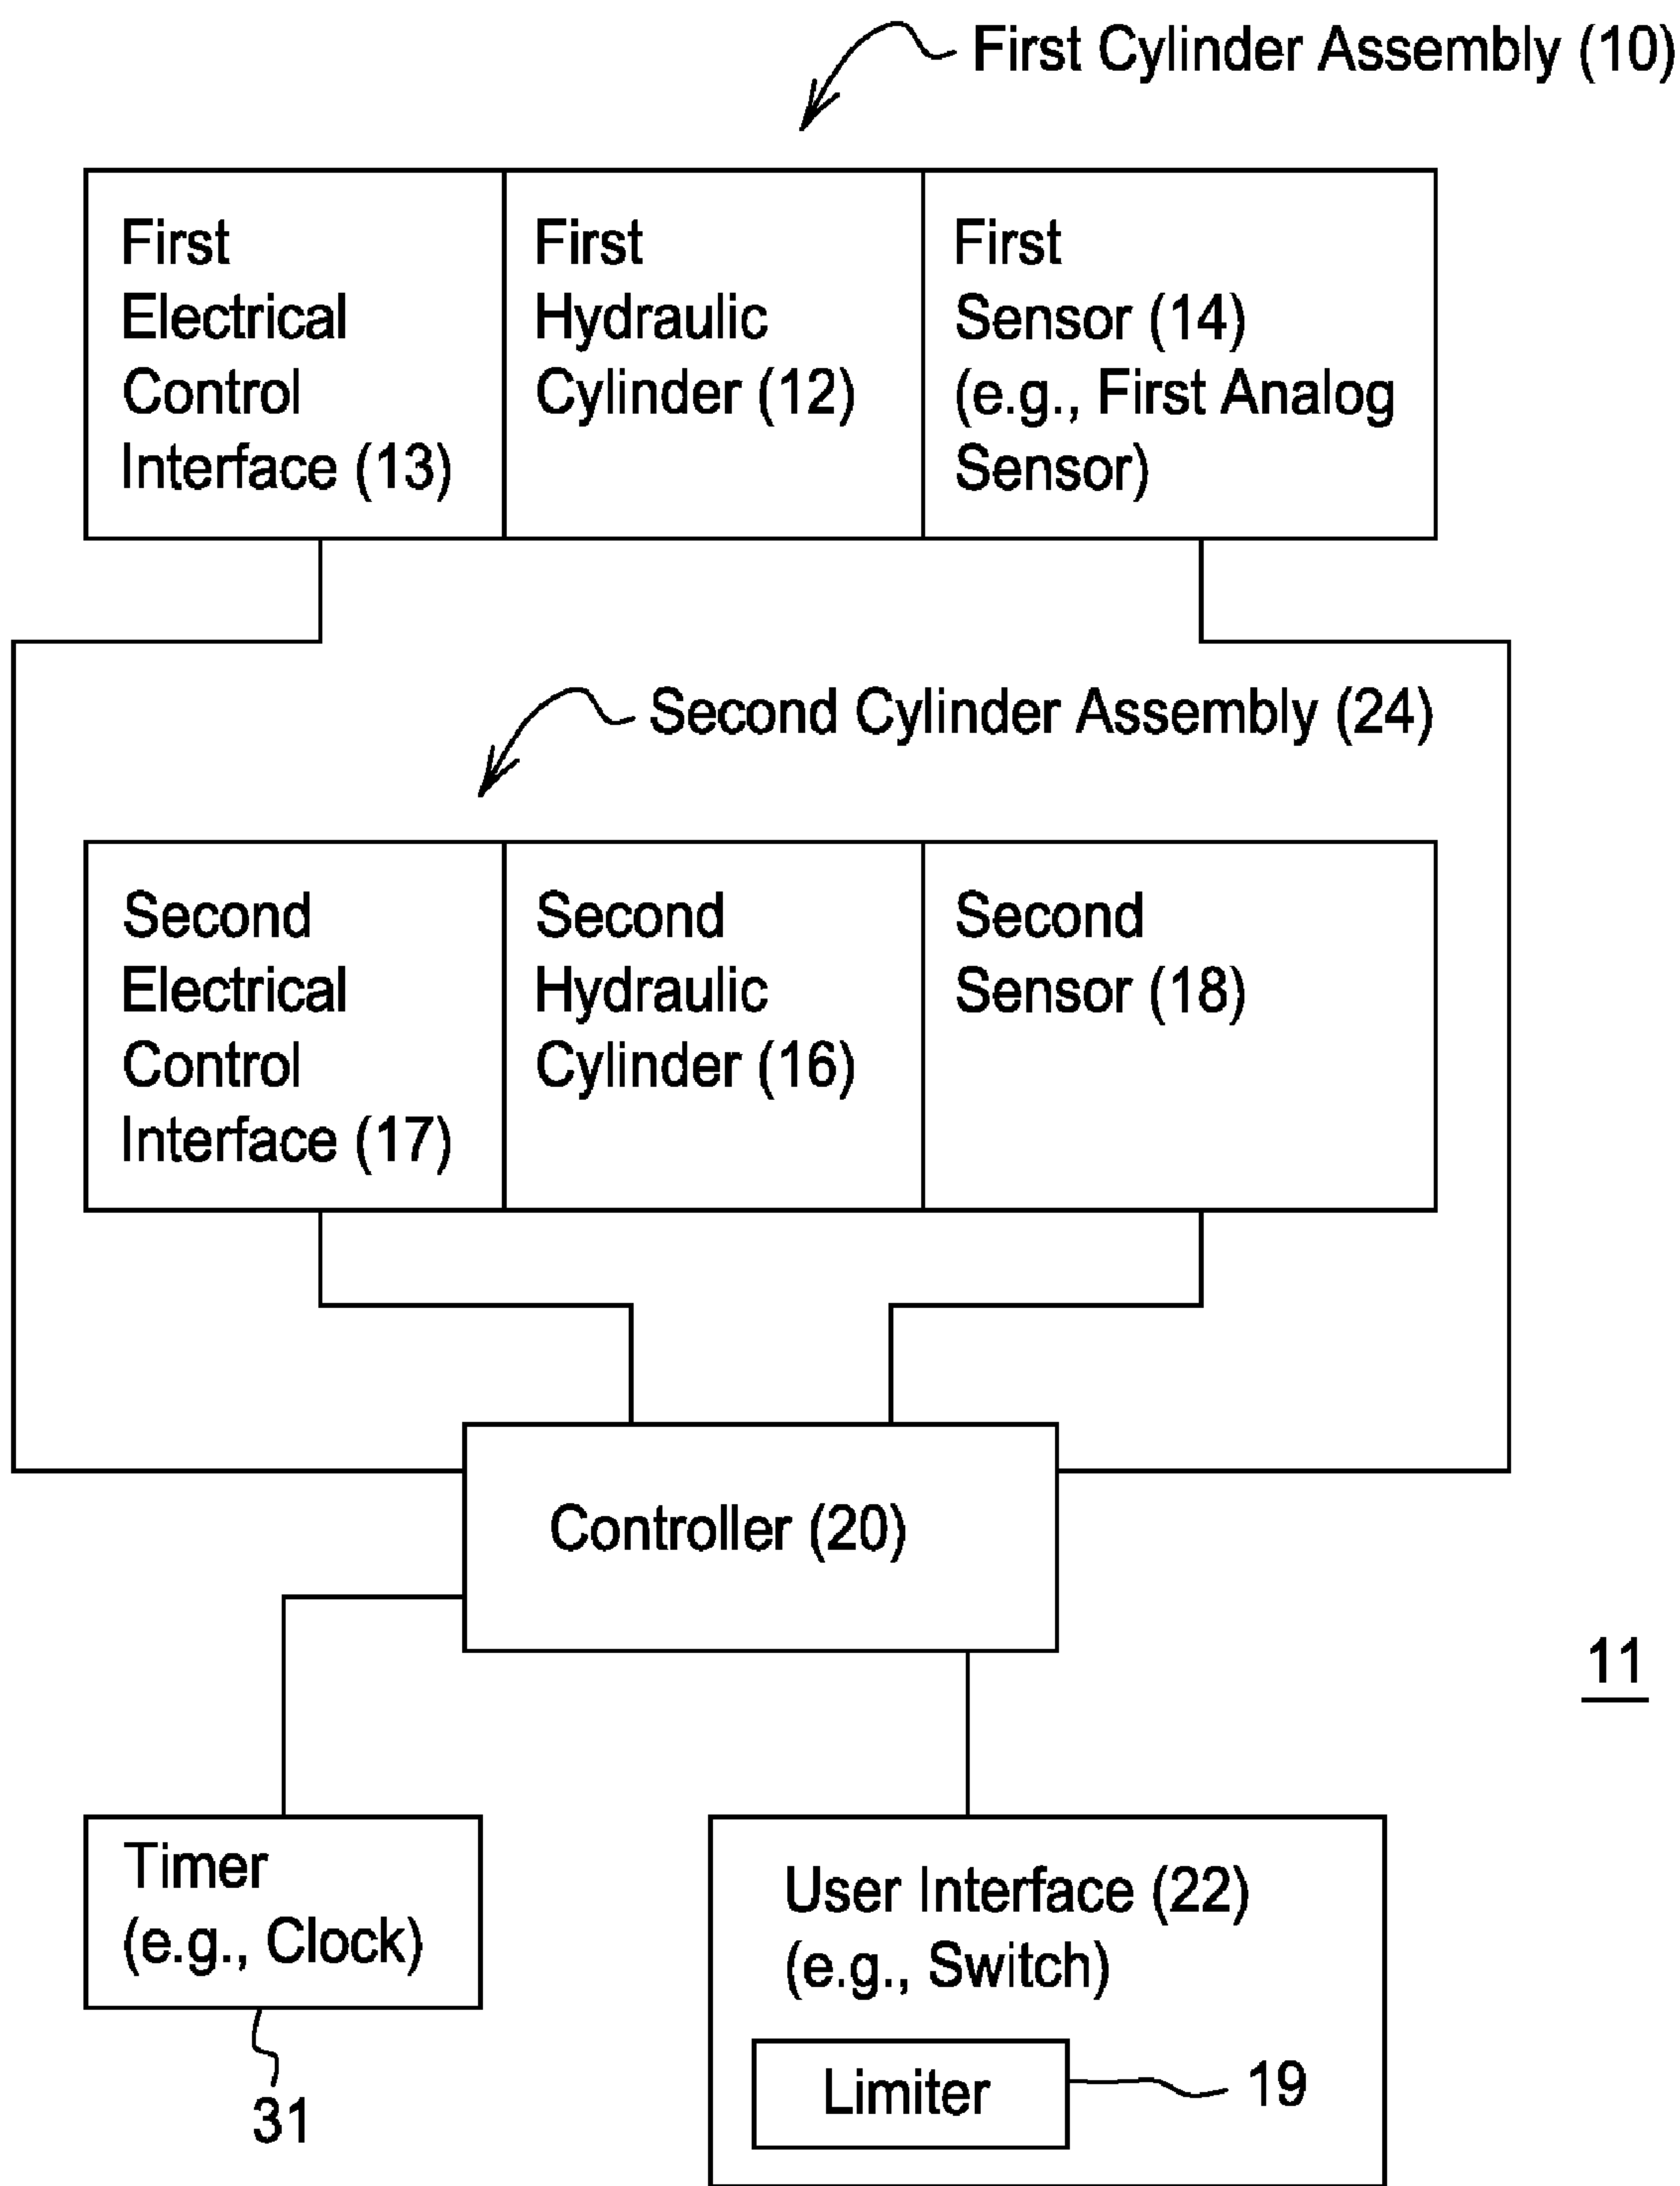 First Cylinder Assembly (10)
First
Electrical
Control
Interface (13)
First
Hydraulic
Cylinder (12)
First
Sensor (14)
(e.g., First Analog
Sensor)
Second Cylinder Assembly (24)
Second
Electrical
Control
Interface (17)
Second
Hydraulic
Cylinder (16)
Second
Sensor (18)
Controller (20)
11
Timer
(e.g., Clock)
31
User Interface (22)
(e.g., Switch)
Limiter
19